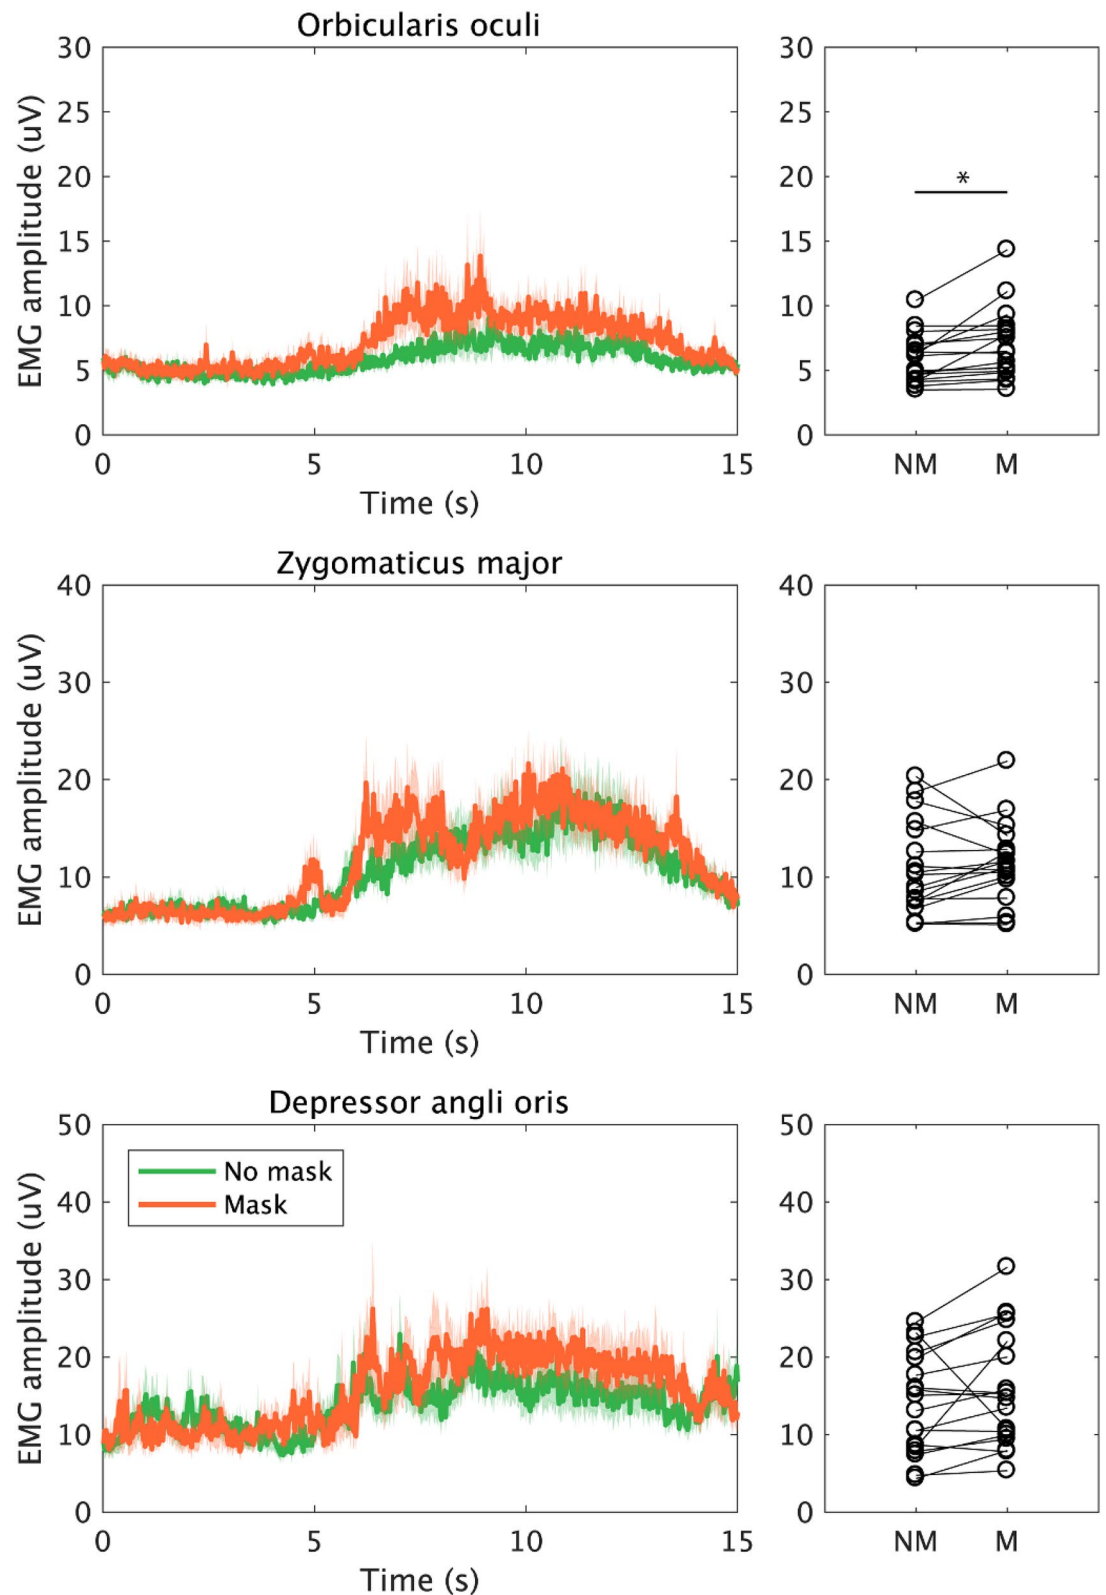 Orbicularis oculi
EMG amplitude (uV)
30
25
20
15
10
5
0
0 5 10 15
Time (s)
30
25
20
15
10
5
0
*
NM M
Zygomaticus major
EMG amplitude (uV)
40
30
20
10
0
0 5 10 15
Time (s)
40
30
20
10
0
NM M
Depressor angli oris
EMG amplitude (uV)
50
40
30
20
10
0
No mask
Mask
0 5 10 15
Time (s)
50
40
30
20
10
0
NM M